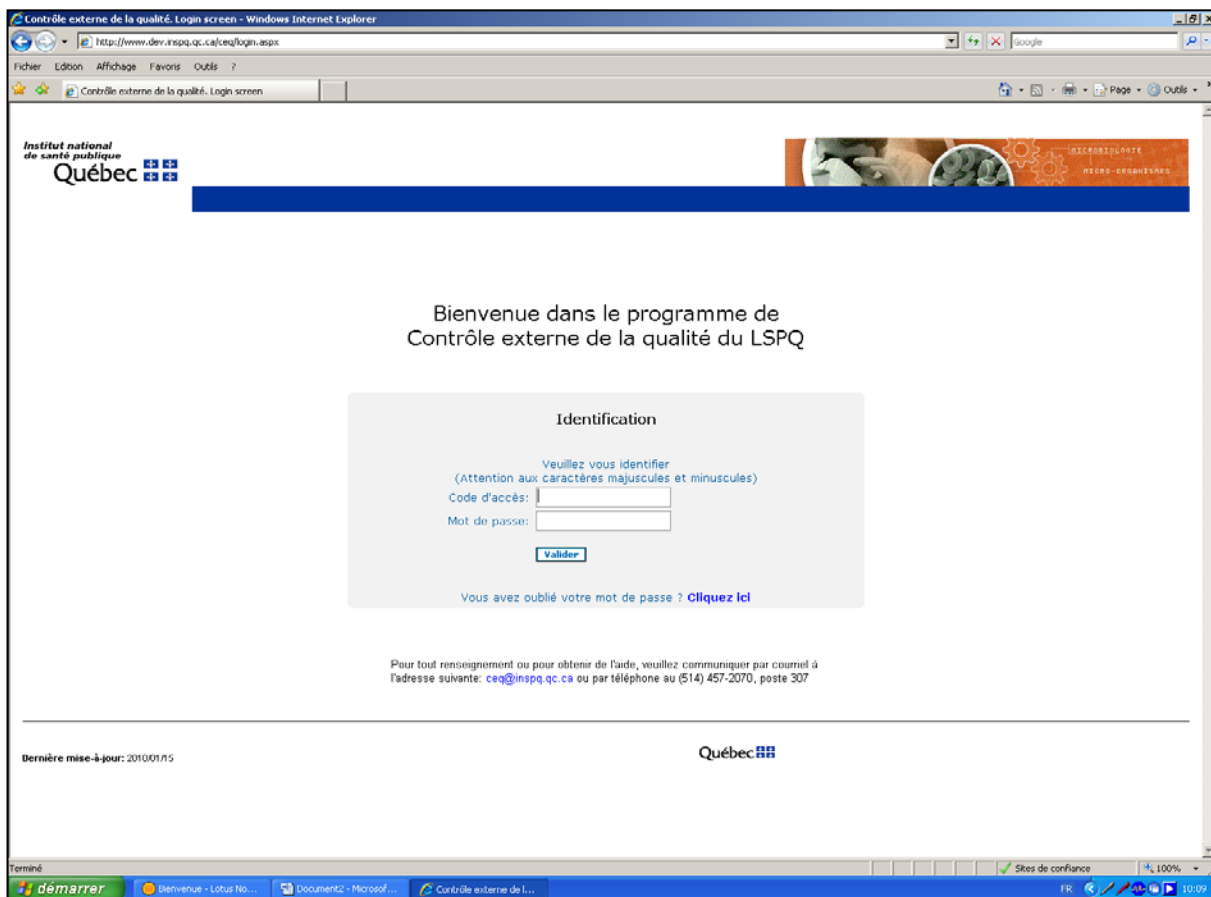 Contrôle externe de la qualité. Login screen - Windows Internet Explorer
http://www.dev.inspq.qc.ca/ceq/login.aspx
Google
Fichier Edition Affichage Favoris Outils ?
Contrôle externe de la qualité. Login screen
Page Outils
Institut national
de santé publique
Québec
MICROBIOLOGIE
MICRO-ORGANISMES
Bienvenue dans le programme de
Contrôle externe de la qualité du LSPQ
Identification
Veuillez vous identifier
(Attention aux caractères majuscules et minuscules)
Code d'accès:
Mot de passe:
Valider
Vous avez oublié votre mot de passe ? Cliquez ici
Pour tout renseignement ou pour obtenir de l'aide, veuillez communiquer par courriel à
l'adresse suivante: ceq@inspq.qc.ca ou par téléphone au (514) 457-2070, poste 307
Dernière mise-à-jour: 2010/01/15
Québec
Terminé
Sites de confiance
100%
démarrer
Bienvenue - Lotus No...
Document2 - Microsof...
Contrôle externe de l...
FR
10:09